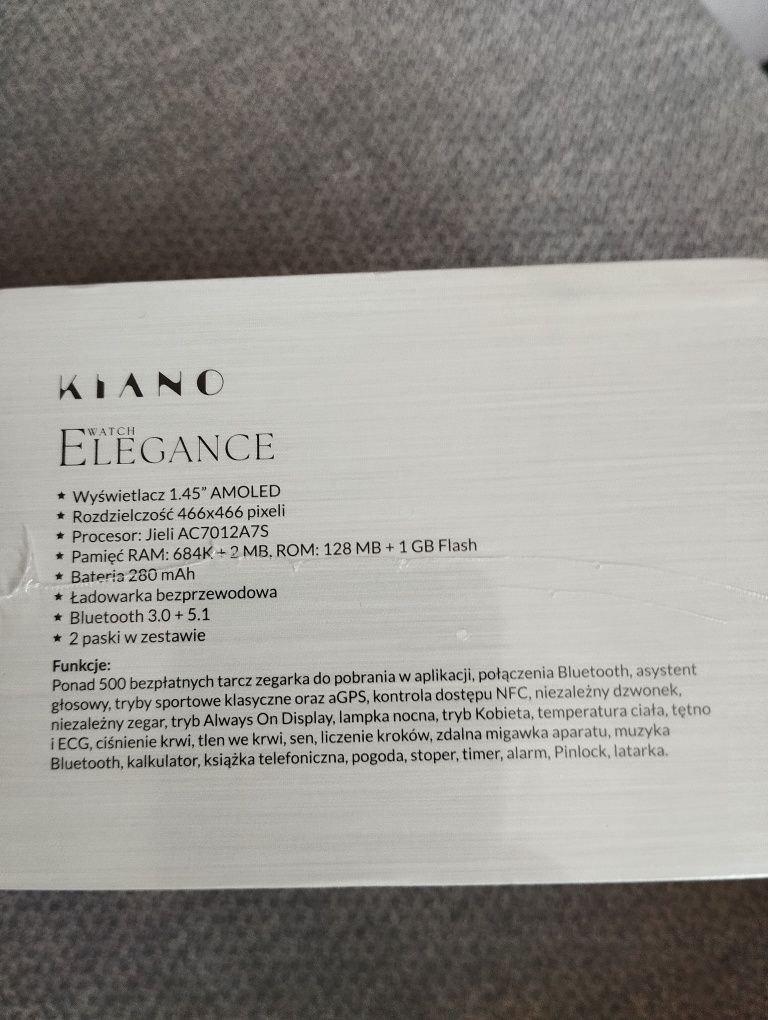 KIANO
WATCH
ELEGANCE
★ Wyświetlacz 1.45” AMOLED
★ Rozdzielczość 466x466 pixeli
★ Procesor: Jieli AC7012A7S
★ Pamięć RAM: 684K + 2 MB, ROM: 128 MB + 1 GB Flash
★ Bateria 280 mAh
★ Ładowarka bezprzewodowa
★ Bluetooth 3.0 + 5.1
★ 2 paski w zestawie
Funkcje:
Ponad 500 bezpłatnych tarcz zegarka do pobrania w aplikacji, połączenia Bluetooth, asystent
głosowy, tryby sportowe klasyczne oraz aGPS, kontrola dostępu NFC, niezależny dzwonek,
niezależny zegar, tryb Always On Display, lampka nocna, tryb Kobieta, temperatura ciała, tętno
i ECG, ciśnienie krwi, tlen we krwi, sen, liczenie kroków, zdalna migawka aparatu, muzyka
Bluetooth, kalkulator, książka telefoniczna, pogoda, stoper, timer, alarm, Pinlock, latarka.